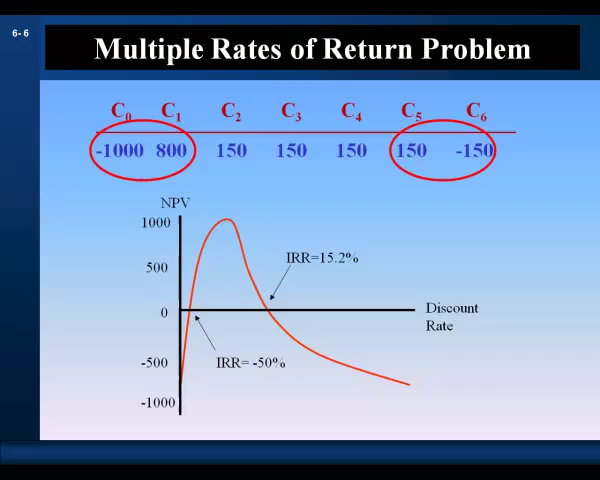 6- 6
Multiple Rates of Return Problem
C0 C1 C2 C3 C4 C5 C6
-1000 800 150 150 150 150 -150
NPV
1000
500
0
-500
-1000
IRR=15.2%
IRR= -50%
Discount
Rate